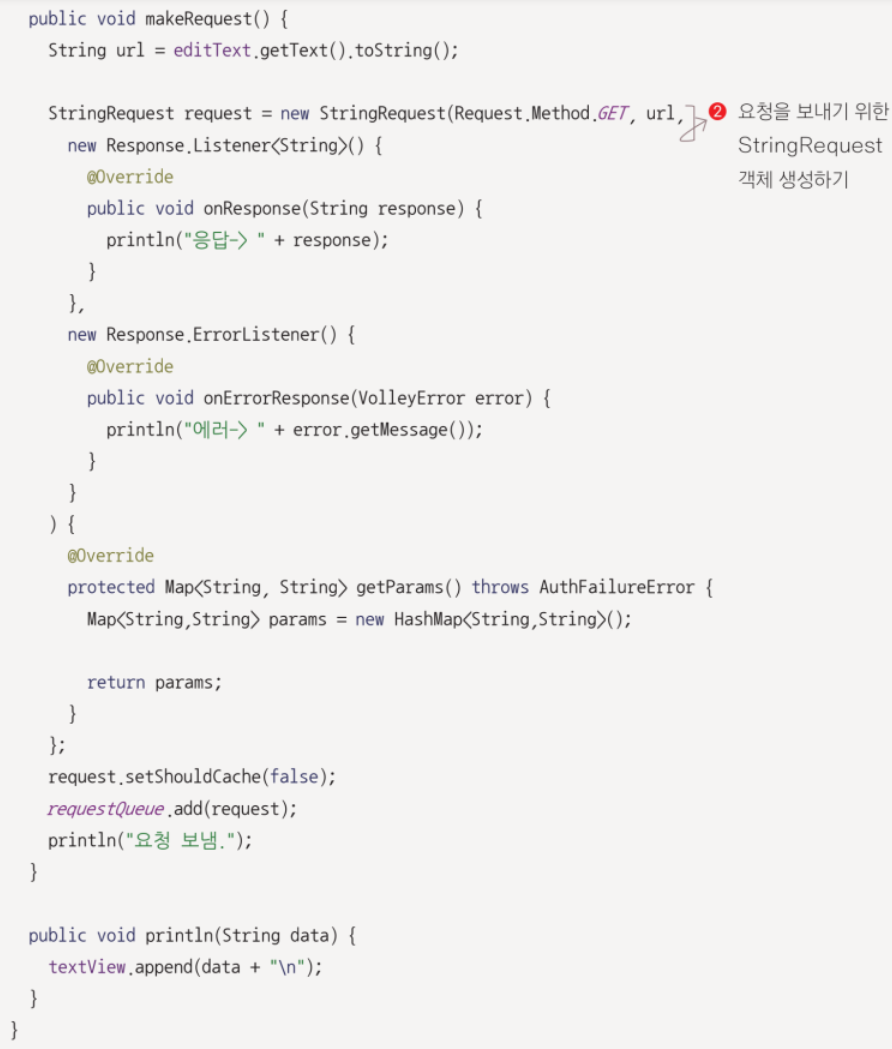 public void makeRequest() {
String url = editText.getText().toString();
StringRequest request = new StringRequest(Request.Method.GET, url,
❷ 요청을 보내기 위한
new Response.Listener<String>() {
StringRequest
@Override
객체 생성하기
public void onResponse(String response) {
println("응답-> " + response);
}
},
new Response.ErrorListener() {
@Override
public void onErrorResponse(VolleyError error) {
println("에러-> " + error.getMessage());
}
}
) {
@Override
protected Map<String, String> getParams() throws AuthFailureError {
Map<String,String> params = new HashMap<String,String>();
return params;
}
};
request.setShouldCache(false);
requestQueue.add(request);
println("요청 보냄.");
}
public void println(String data) {
textView.append(data + "\n");
}
}